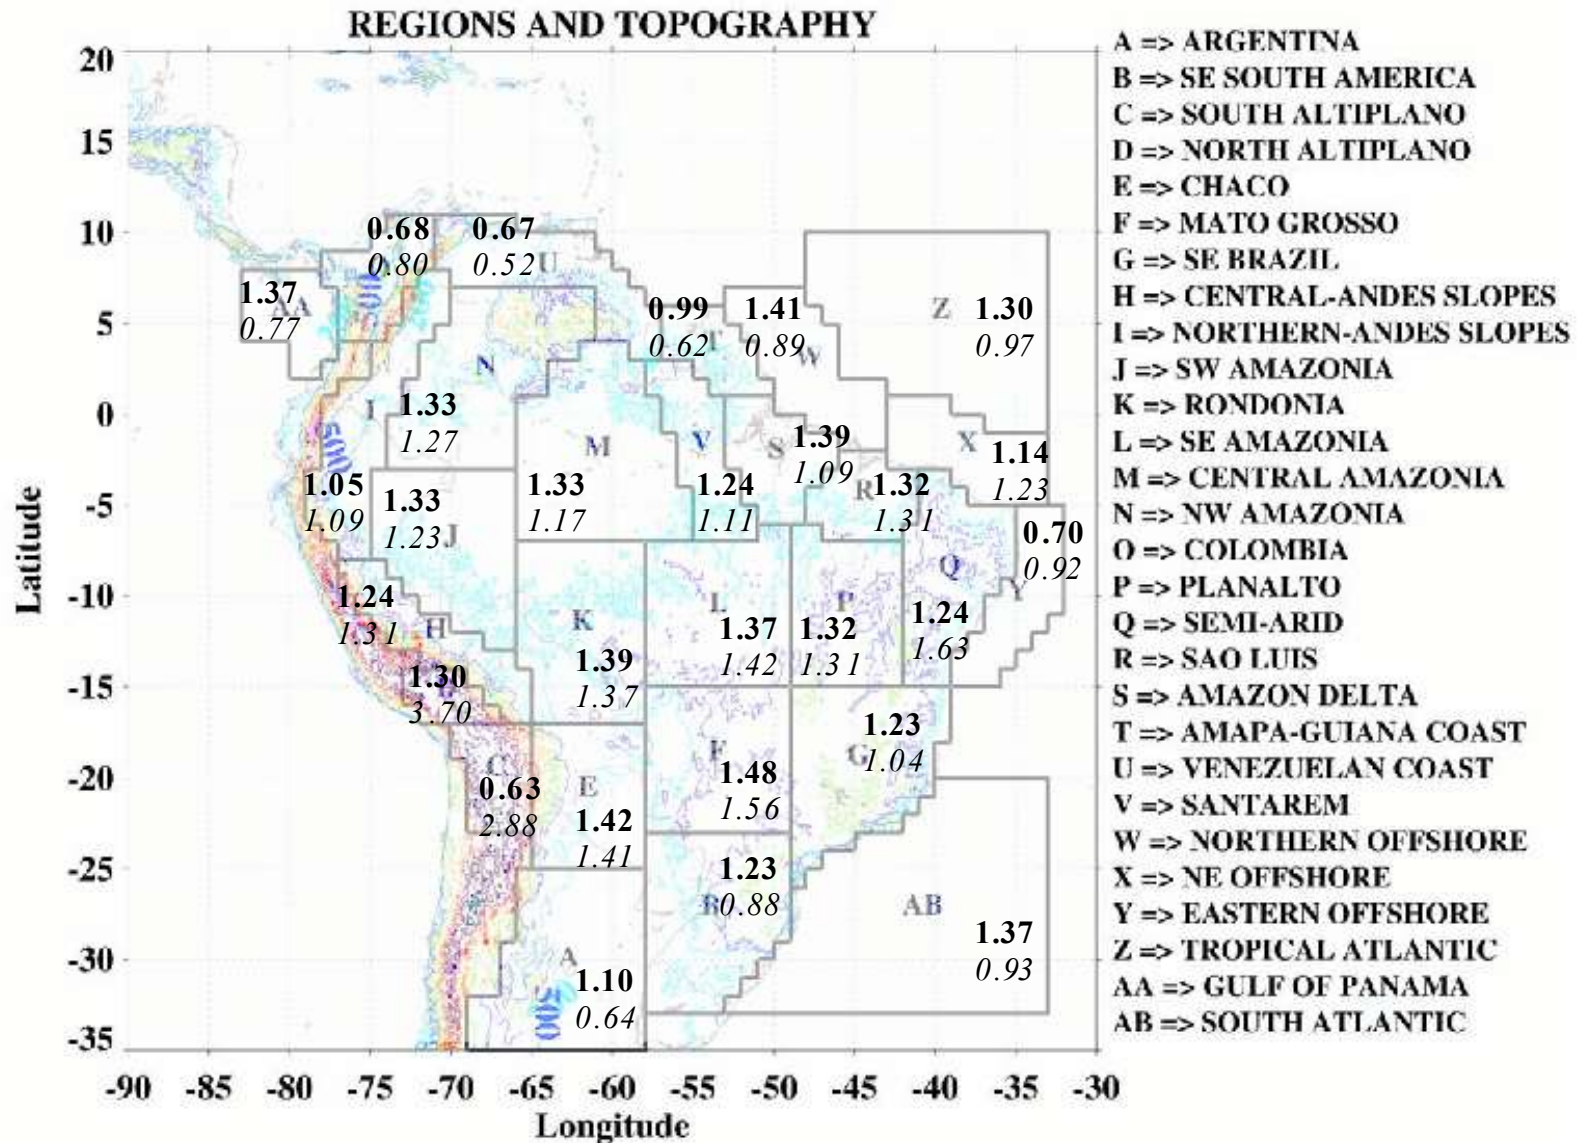 REGIONS AND TOPOGRAPHY
A => ARGENTINA
B => SE SOUTH AMERICA
C => SOUTH ALTIPLANO
D => NORTH ALTIPLANO
E => CHACO
F => MATO GROSSO
G => SE BRAZIL
H => CENTRAL-ANDES SLOPES
I => NORTHERN-ANDES SLOPES
J => SW AMAZONIA
K => RONDONIA
L => SE AMAZONIA
M => CENTRAL AMAZONIA
N => NW AMAZONIA
O => COLOMBIA
P => PLANALTO
Q => SEMI-ARID
R => SAO LUIS
S => AMAZON DELTA
T => AMAPA-GUIANA COAST
U => VENEZUELAN COAST
V => SANTAREM
W => NORTHERN OFFSHORE
X => NE OFFSHORE
Y => EASTERN OFFSHORE
Z => TROPICAL ATLANTIC
AA => GULF OF PANAMA
AB => SOUTH ATLANTIC
Latitude
20
15
10
5
0
-5
-10
-15
-20
-25
-30
-35
0.68
0.80
0.67
0.52
U
1.37
AA
0.77
500
0.99
0.62
T
1.41
0.89
W
Z
1.30
0.97
N
I
1.33
1.27
500
M
V
S
1.39
1.09
X
1.14
1.23
1.05
1.09
1.33
1.23
J
1.33
1.17
1.24
1.11
R
1.32
1.31
0.70
0.92
Q
Y
1.24
1.31
H
K
L
P
1.37
1.42
1.32
1.31
1.24
1.63
1.39
1.37
1.30
3.70
C
0.63
2.88
E
1.42
1.41
F
1.48
1.56
G
1.23
1.04
1.23
B
0.88
AB
1.37
0.93
A
1.10
0.64
500
-90 -85 -80 -75 -70 -65 -60 -55 -50 -45 -40 -35 -30
Longitude